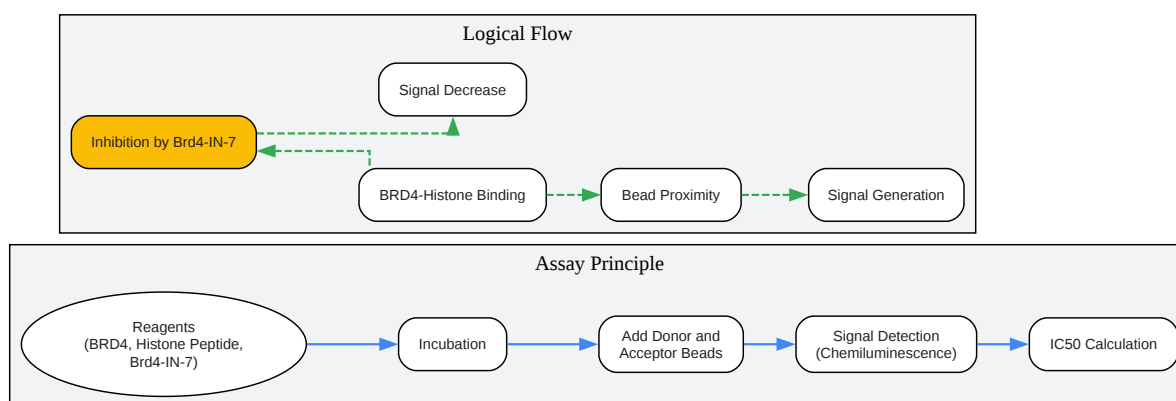 Logical Flow
Signal Decrease
Inhibition by Brd4-IN-7
BRD4-Histone Binding
Bead Proximity
Signal Generation
Assay Principle
Reagents
(BRD4, Histone Peptide,
Brd4-IN-7)
Incubation
Add Donor and
Acceptor Beads
Signal Detection
(Chemiluminescence)
IC50 Calculation